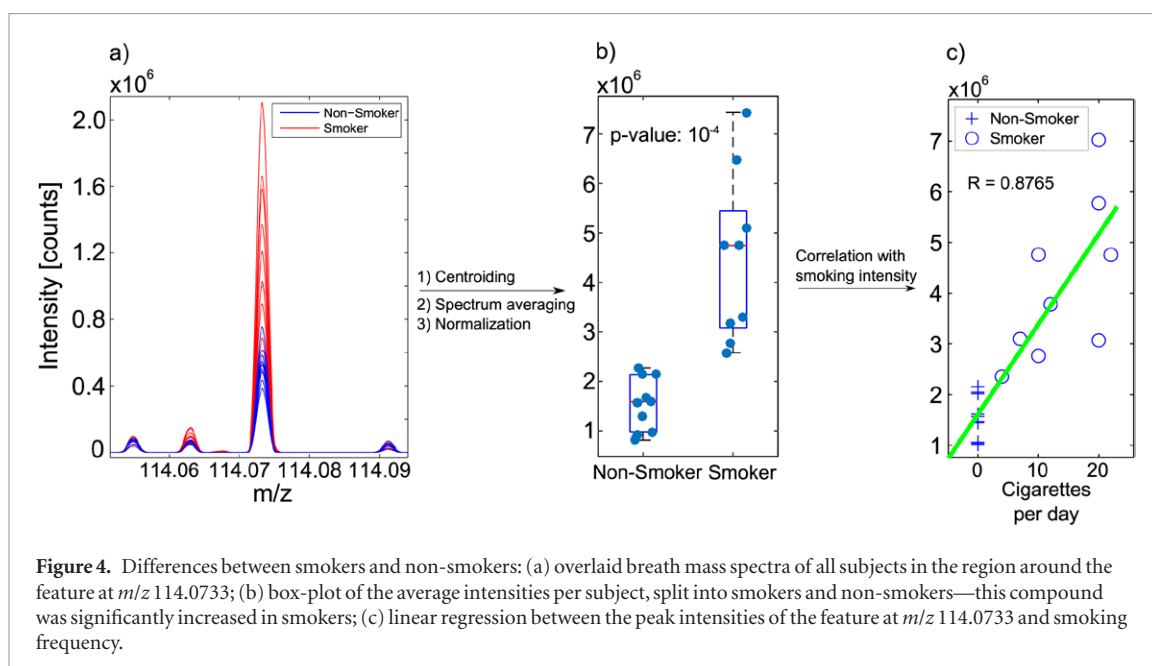 a)
x10⁶
Intensity [counts]
2.0
1.6
1.2
0.8
0.4
0
114.06 114.07 114.08 114.09
m/z
Non-Smoker
Smoker
1) Centroiding
2) Spectrum averaging
3) Normalization
b)
x10⁶
p-value: 10⁻⁴
7
6
5
4
3
2
1
Non-Smoker Smoker
Correlation with
smoking intensity
c)
x10⁶
Non-Smoker
Smoker
R = 0.8765
7
6
5
4
3
2
1
0 10 20
Cigarettes
per day
Figure 4. Differences between smokers and non-smokers: (a) overlaid breath mass spectra of all subjects in the region around the
feature at m/z 114.0733; (b) box-plot of the average intensities per subject, split into smokers and non-smokers—this compound
was significantly increased in smokers; (c) linear regression between the peak intensities of the feature at m/z 114.0733 and smoking
frequency.